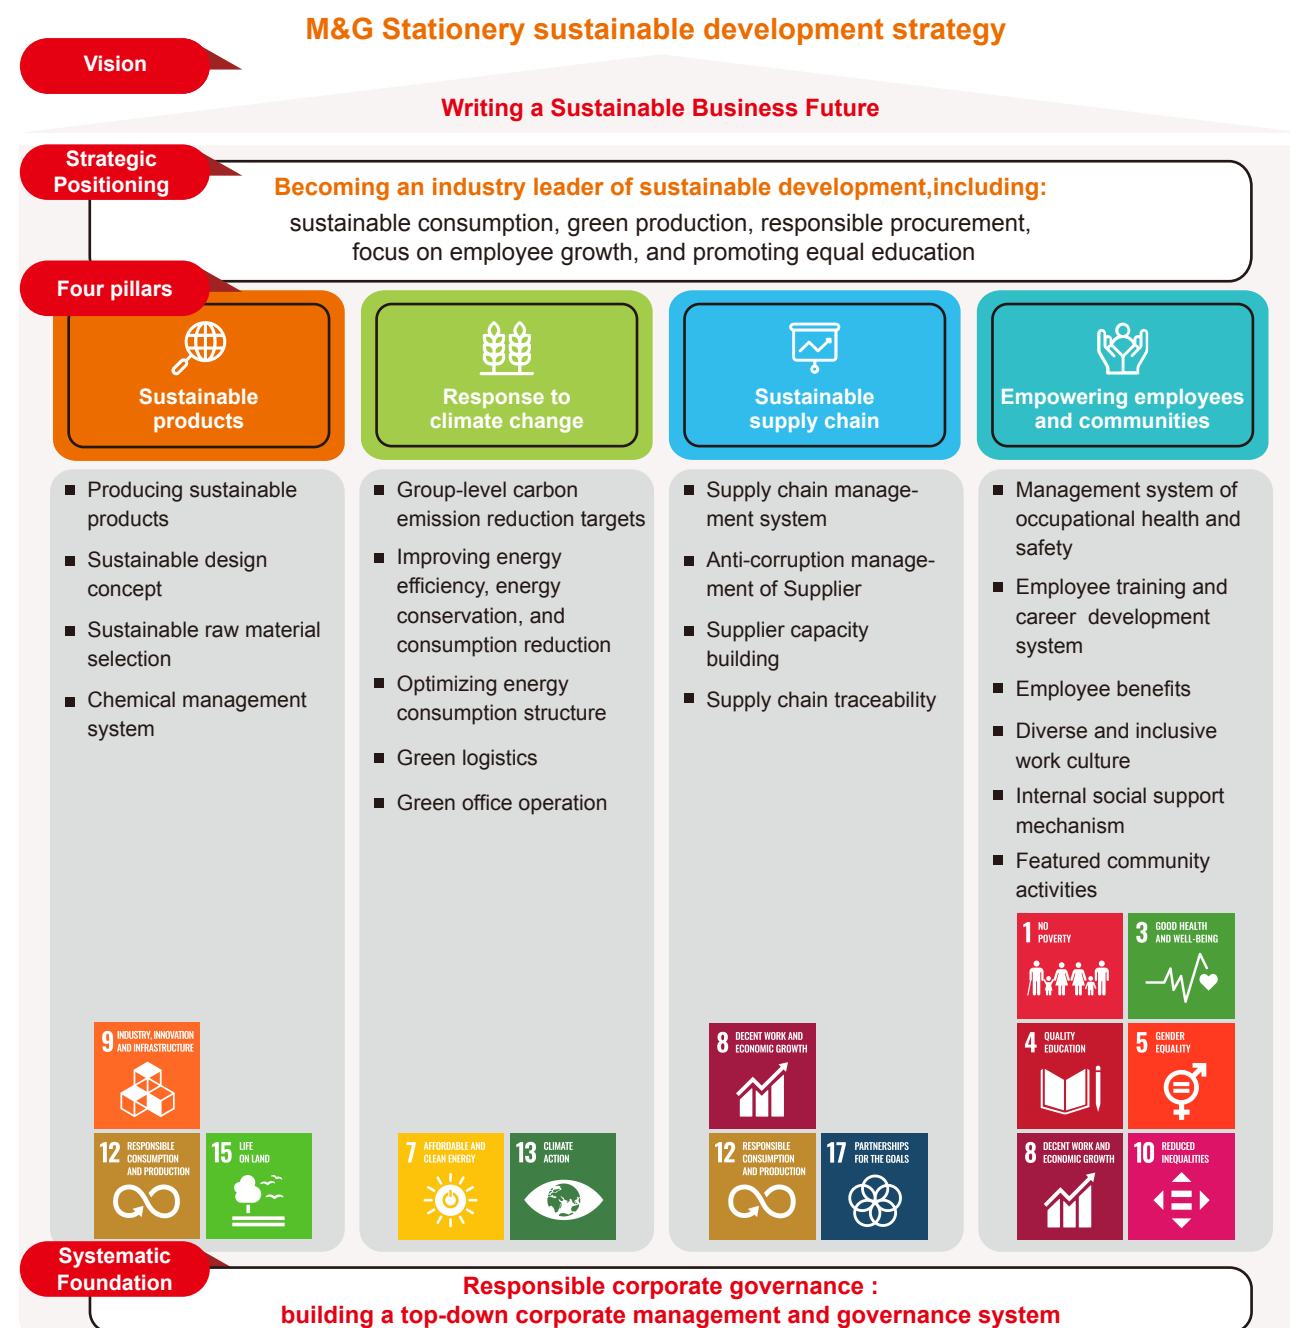 M&G Stationery sustainable development strategy
Vision
Writing a Sustainable Business Future
Strategic
Positioning
Becoming an industry leader of sustainable development,including:
sustainable consumption, green production, responsible procurement,
focus on employee growth, and promoting equal education
Four pillars
Sustainable
products
Response to
climate change
Sustainable
supply chain
Empowering employees
and communities
■ Producing sustainable
products
■ Sustainable design
concept
■ Sustainable raw material
selection
■ Chemical management
system
9 INDUSTRY, INNOVATION
AND INFRASTRUCTURE
12 RESPONSIBLE
CONSUMPTION
AND PRODUCTION
15 LIFE
ON LAND
■ Group-level carbon
emission reduction targets
■ Improving energy
efficiency, energy
conservation, and
consumption reduction
■ Optimizing energy
consumption structure
■ Green logistics
■ Green office operation
7 AFFORDABLE AND
CLEAN ENERGY
13 CLIMATE
ACTION
■ Supply chain manage-
ment system
■ Anti-corruption manage-
ment of Supplier
■ Supplier capacity
building
■ Supply chain traceability
8 DECENT WORK AND
ECONOMIC GROWTH
12 RESPONSIBLE
CONSUMPTION
AND PRODUCTION
17 PARTNERSHIPS
FOR THE GOALS
■ Management system of
occupational health and
safety
■ Employee training and
career development
system
■ Employee benefits
■ Diverse and inclusive
work culture
■ Internal social support
mechanism
■ Featured community
activities
1 NO
POVERTY
3 GOOD HEALTH
AND WELL-BEING
4 QUALITY
EDUCATION
5 GENDER
EQUALITY
8 DECENT WORK AND
ECONOMIC GROWTH
10 REDUCED
INEQUALITIES
Systematic
Foundation
Responsible corporate governance :
building a top-down corporate management and governance system